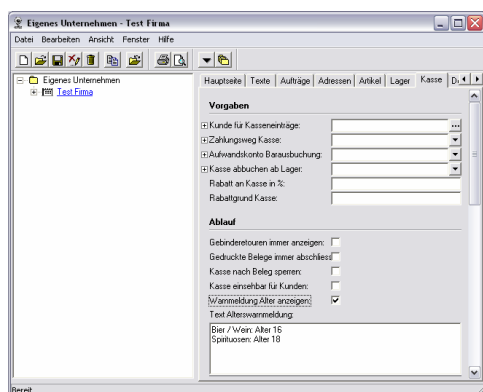 Eigenes Unternehmen - Test Firma
Datei Bearbeiten Ansicht Fenster Hilfe
Eigenes Unternehmen
Test Firma
Hauptseite Texte Aufträge Adressen Artikel Lager Kasse
Vorgaben
Kunde für Kasseneinträge:
Zahlungsweg Kasse:
Aufwandskonto Barausbuchung:
Kasse abbuchen ab Lager:
Rabatt an Kasse in %:
Rabattgrund Kasse:
Ablauf
Gebinderetouren immer anzeigen:
Gedruckte Belege immer abschliess
Kasse nach Beleg sperren:
Kasse einsehbar für Kunden:
Warnmeldung Alter anzeigen:
Text Alterswarnmeldung:
Bier / Wein: Alter 16
Spirituosen: Alter 18
Bereit